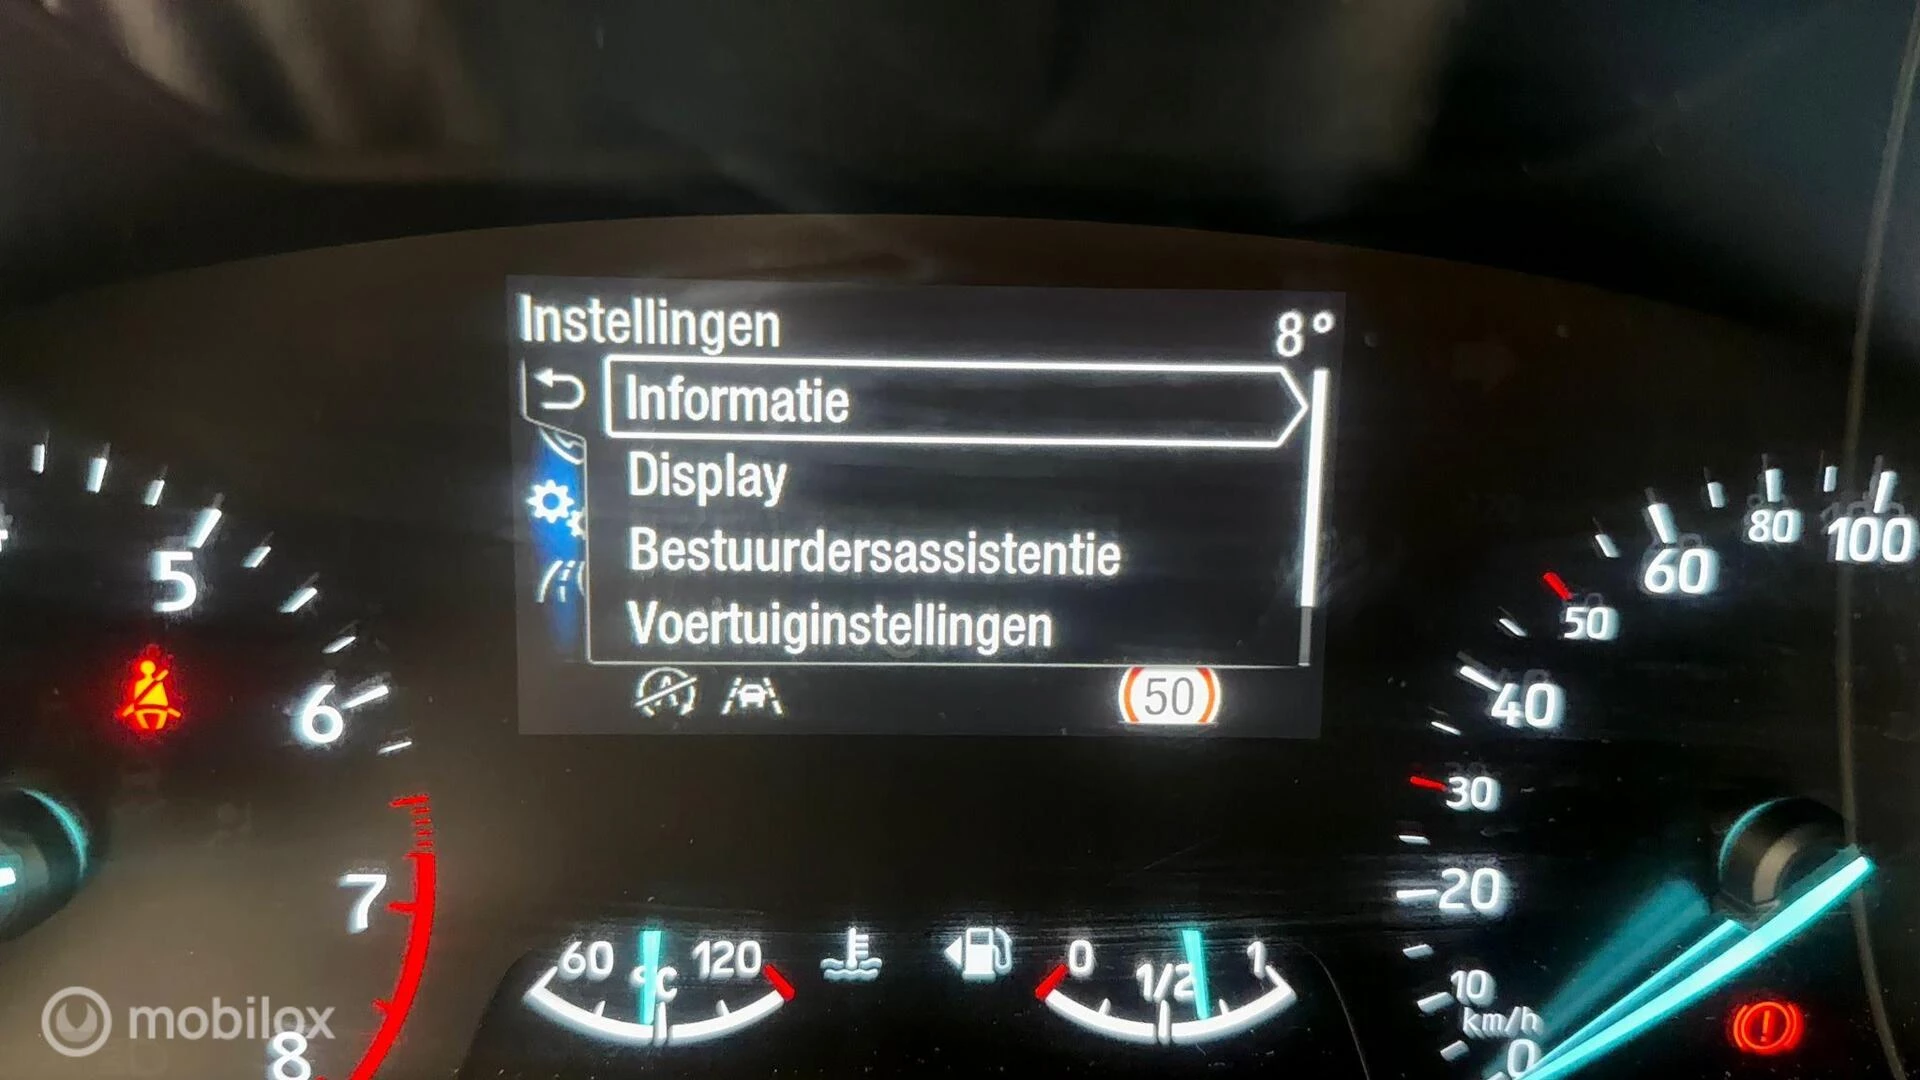 Instellingen 8°
Informatie
Display
Bestuurdersassistentie
Voertuiginstellingen
A
50
5
6
7
8
60 °C 120
0 1/2 1
100
80
60
50
40
30
20
10
km/h
0
mobilox